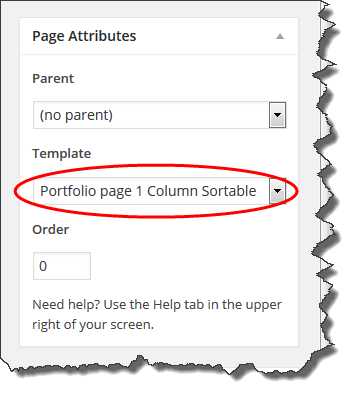 Page Attributes
Parent
(no parent)
Template
Portfolio page 1 Column Sortable
Order
0
Need help? Use the Help tab in the upper
right of your screen.